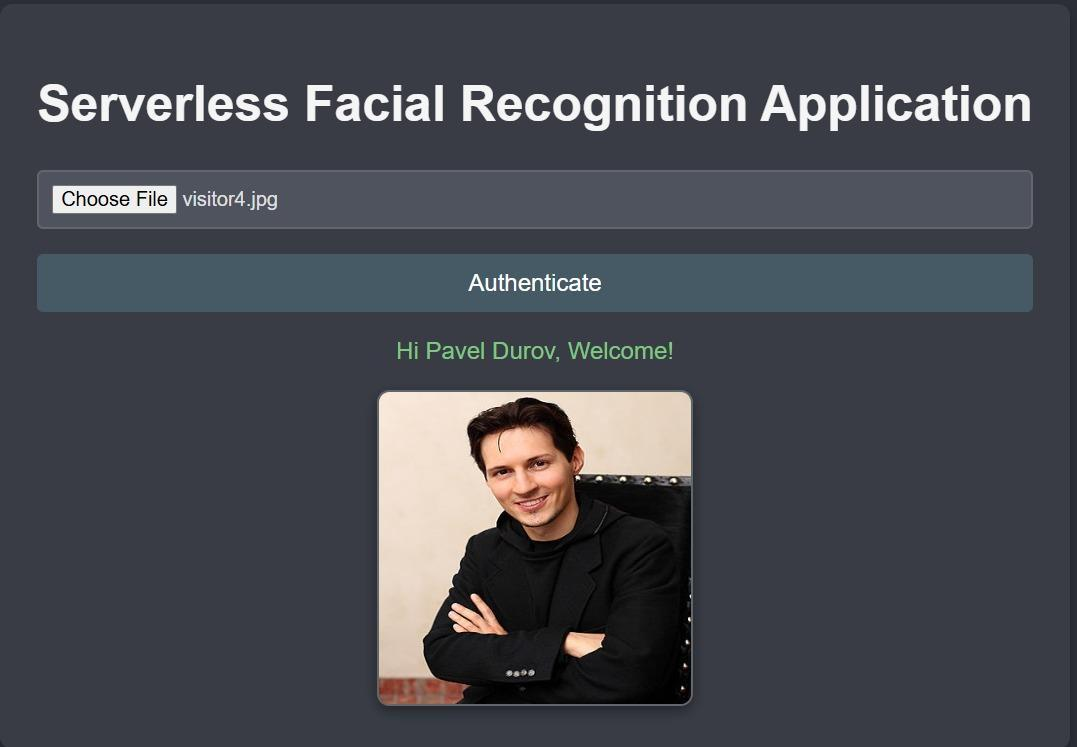 Serverless Facial Recognition Application
Choose File visitor4.jpg
Authenticate
Hi Pavel Durov, Welcome!